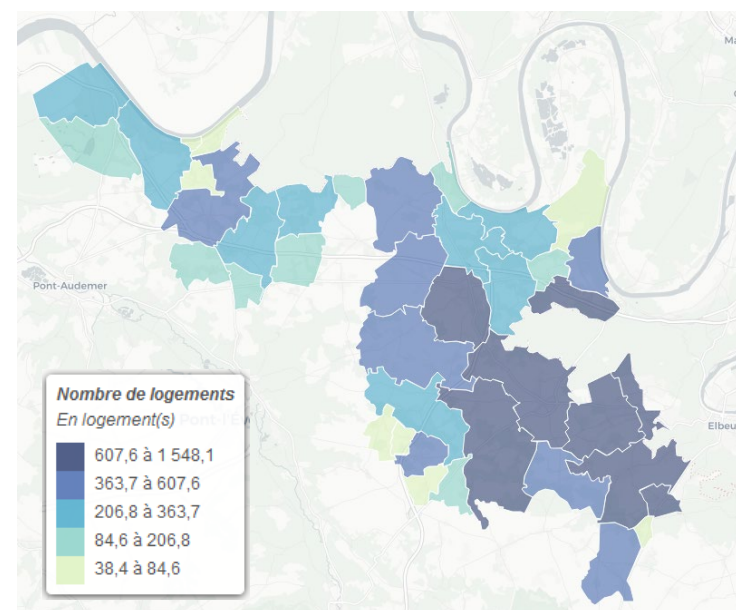 Ma
Pont-Audemer
Elbeu
Nombre de logements
En logement(s)
607,6 à 1 548,1
363,7 à 607,6
206,8 à 363,7
84,6 à 206,8
38,4 à 84,6